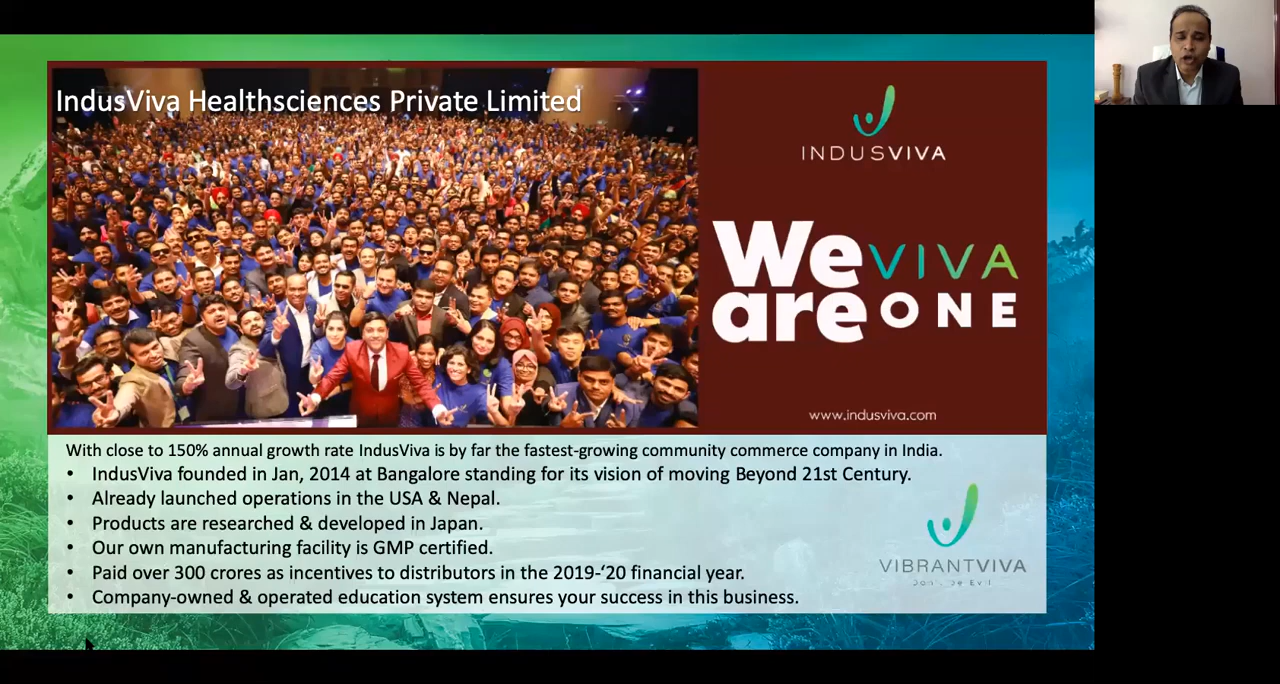 IndusViva Healthsciences Private Limited
INDUSVIVA
We VIVA
are ONE
www.indusviva.com
With close to 150% annual growth rate IndusViva is by far the fastest-growing community commerce company in India.
• IndusViva founded in Jan, 2014 at Bangalore standing for its vision of moving Beyond 21st Century.
• Already launched operations in the USA & Nepal.
• Products are researched & developed in Japan.
• Our own manufacturing facility is GMP certified.
• Paid over 300 crores as incentives to distributors in the 2019-‘20 financial year.
• Company-owned & operated education system ensures your success in this business.
VIBRANTVIVA